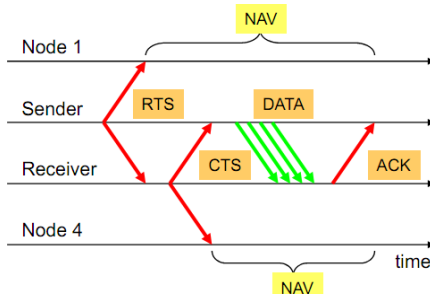 NAV
Node 1
Sender
RTS
DATA
Receiver
CTS
ACK
Node 4
time
NAV